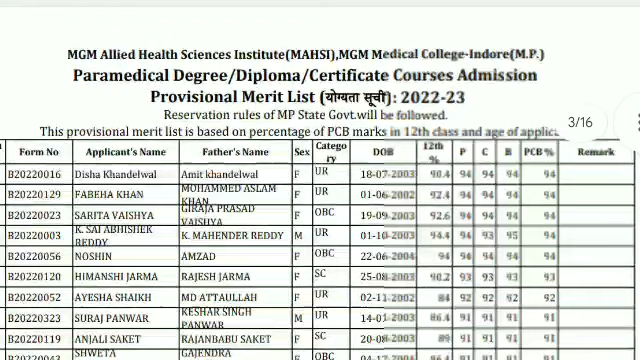 MGM Allied Health Sciences Institute(MAHSI),MGM Medical College-Indore(M.P.)
Paramedical Degree/Diploma/Certificate Courses Admission
Provisional Merit List (योग्यता सूची): 2022-23
Reservation rules of MP State Govt.will be followed.
3/16
This provisional merit list is based on percentage of PCB marks in 12th class and age of applica
Form No Applicant's Name Father's Name Sex Catego ry DOB 12th % P C B PCB % Remark
B20220016 Disha Khandelwal Amit khandelwal F UR 18-07-2003 90.4 94 94 94 94
B20220129 FABEHA KHAN MOHAMMED ASLAM KHAN F UR 01-06-2002 92.4 94 94 94 94
B20220023 SARITA VAISHYA GIRAJA PRASAD VAISHYA F OBC 19-09-2003 92.6 94 94 94 94
B20220003 K. SAI ABHISHEK REDDY K. MAHENDER REDDY M UR 01-10-2003 94.4 94 93 95 94
B20220056 NOSHIN AMZAD F OBC 22-06-2004 94 94 94 94 94
B20220120 HIMANSHI JARMA RAJESH JARMA F SC 25-08-2003 90.2 93 93 93 93
B20220052 AYESHA SHAIKH MD ATTAULLAH F UR 02-11-2002 84 92 92 92 92
B20220323 SURAJ PANWAR KESHAR SINGH PANWAR M UR 14-01-2003 86.4 91 91 91 91
B20220119 ANJALI SAKET RAJANBABU SAKET F SC 20-08-2003 89 91 91 91 91
SHWETA GAJENDRA OBC